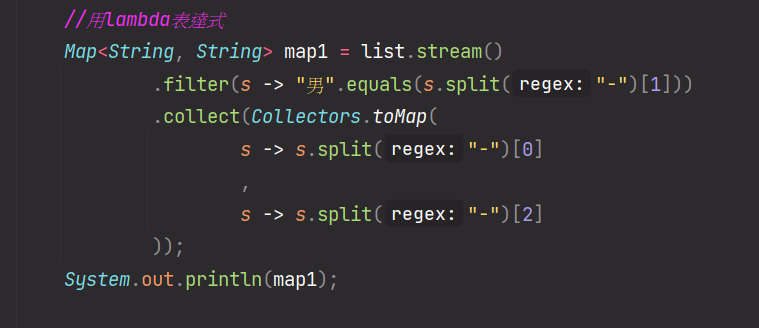 //用lambda表達式
Map<String, String> map1 = list.stream()
.filter(s -> "男".equals(s.split( regex: "-")[1]))
.collect(Collectors.toMap(
s -> s.split( regex: "-")[0]
,
s -> s.split( regex: "-")[2]
));
System.out.println(map1);